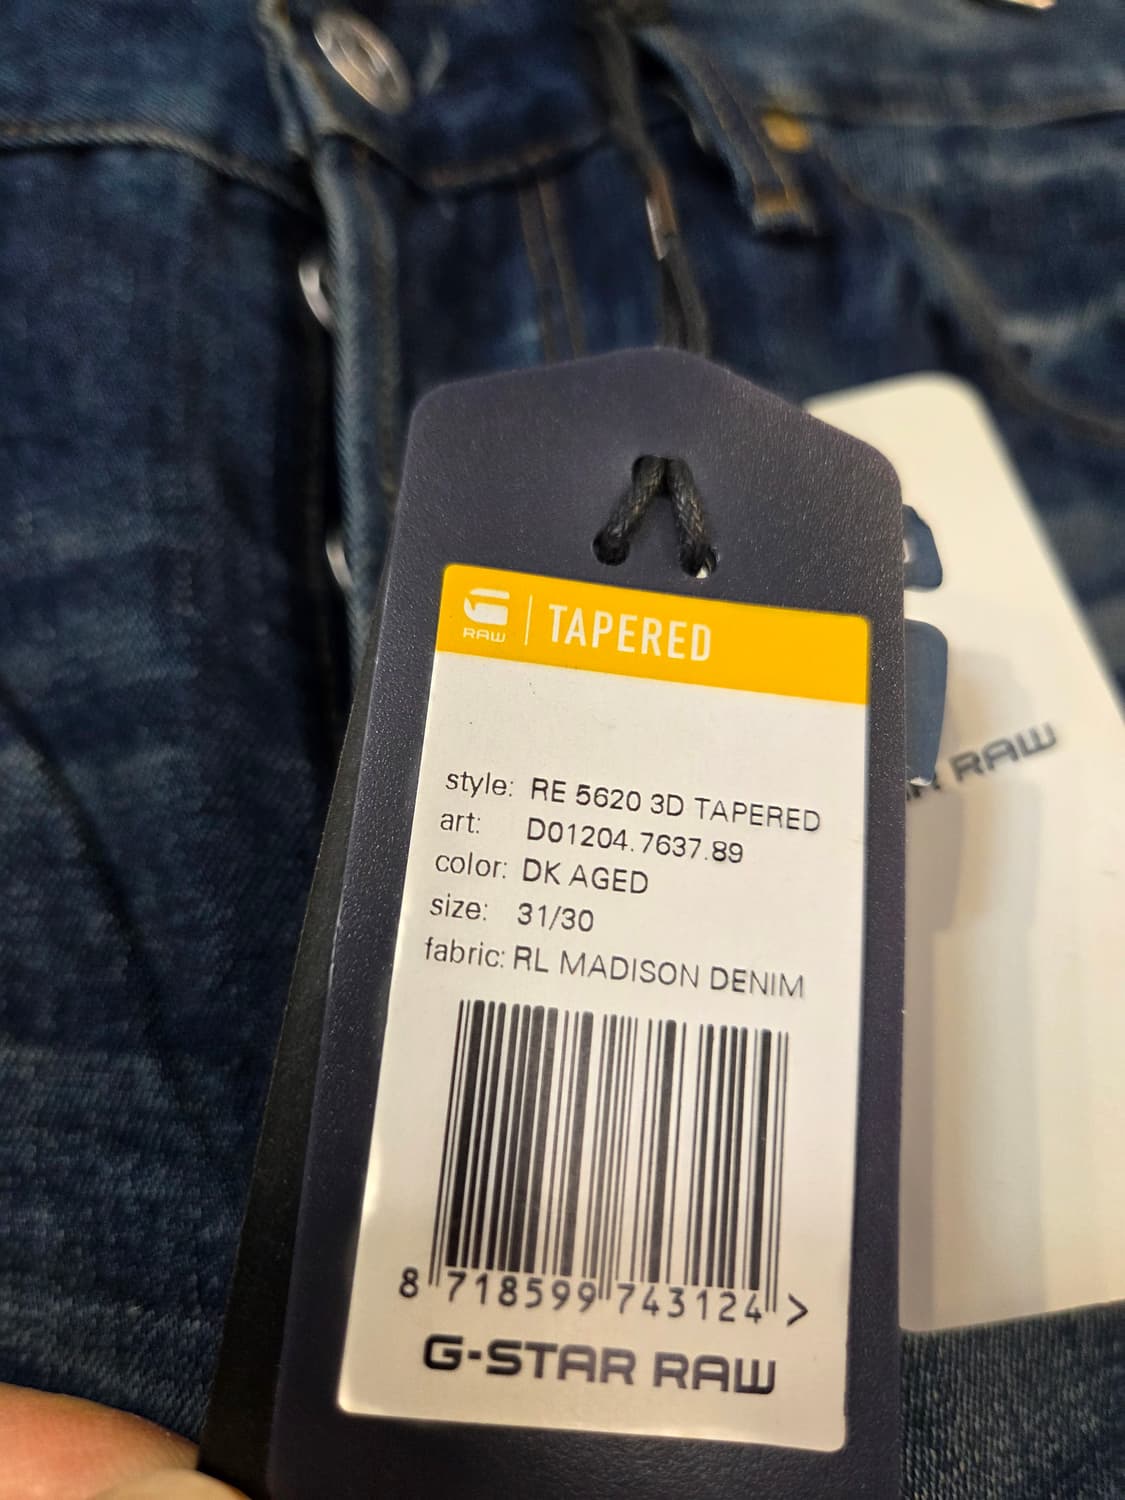 RAW | TAPERED
style: RE 5620 3D TAPERED
art: D01204.7637.89
color: DK AGED
size: 31/30
fabric: RL MADISON DENIM
8 718599 743124 >
G-STAR RAW
RAW